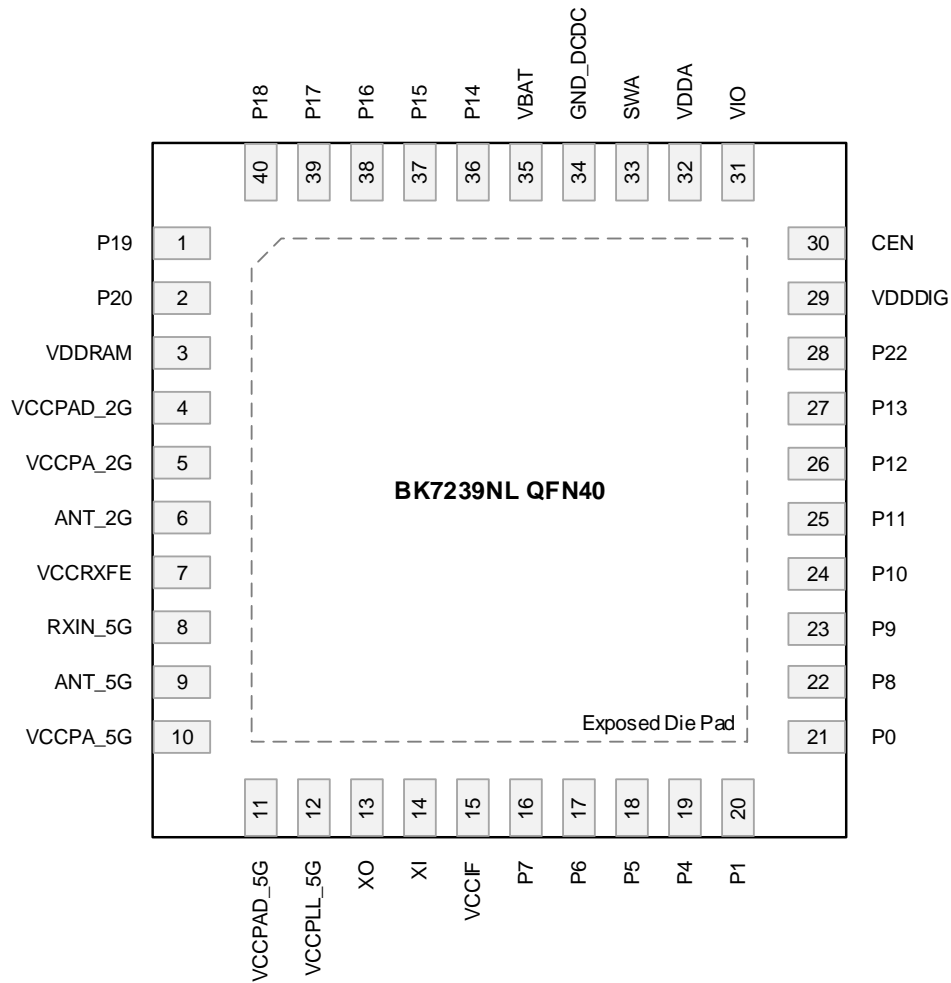 P18 P17 P16 P15 P14 VBAT GND_DCDC SWA VDDA VIO
40 39 38 37 36 35 34 33 32 31
P19 1 30 CEN
P20 2 29 VDDDIG
VDDRAM 3 28 P22
VCCPAD_2G 4 27 P13
VCCPA_2G 5 26 P12
BK7239NL QFN40
ANT_2G 6 25 P11
VCCRXFE 7 24 P10
RXIN_5G 8 23 P9
ANT_5G 9 22 P8
Exposed Die Pad
VCCPA_5G 10 21 P0
11 12 13 14 15 16 17 18 19 20
VCCPAD_5G VCCPLL_5G XO XI VCCIF P7 P6 P5 P4 P1